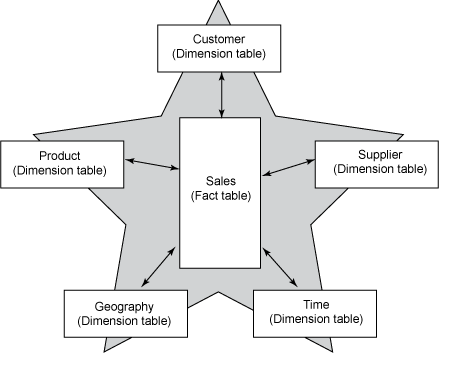 Customer
(Dimension table)
Product
(Dimension table)
Supplier
(Dimension table)
Sales
(Fact table)
Geography
(Dimension table)
Time
(Dimension table)